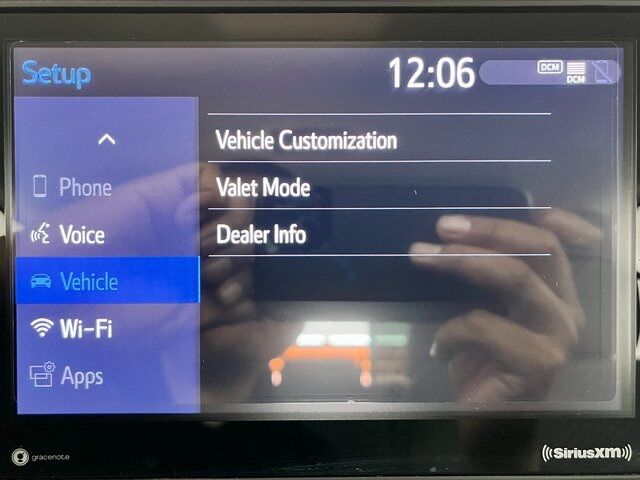 Setup
12:06
DCM
DCM
Vehicle Customization
Phone
Valet Mode
Voice
Dealer Info
Vehicle
Wi-Fi
Apps
gracenote
SiriusXM